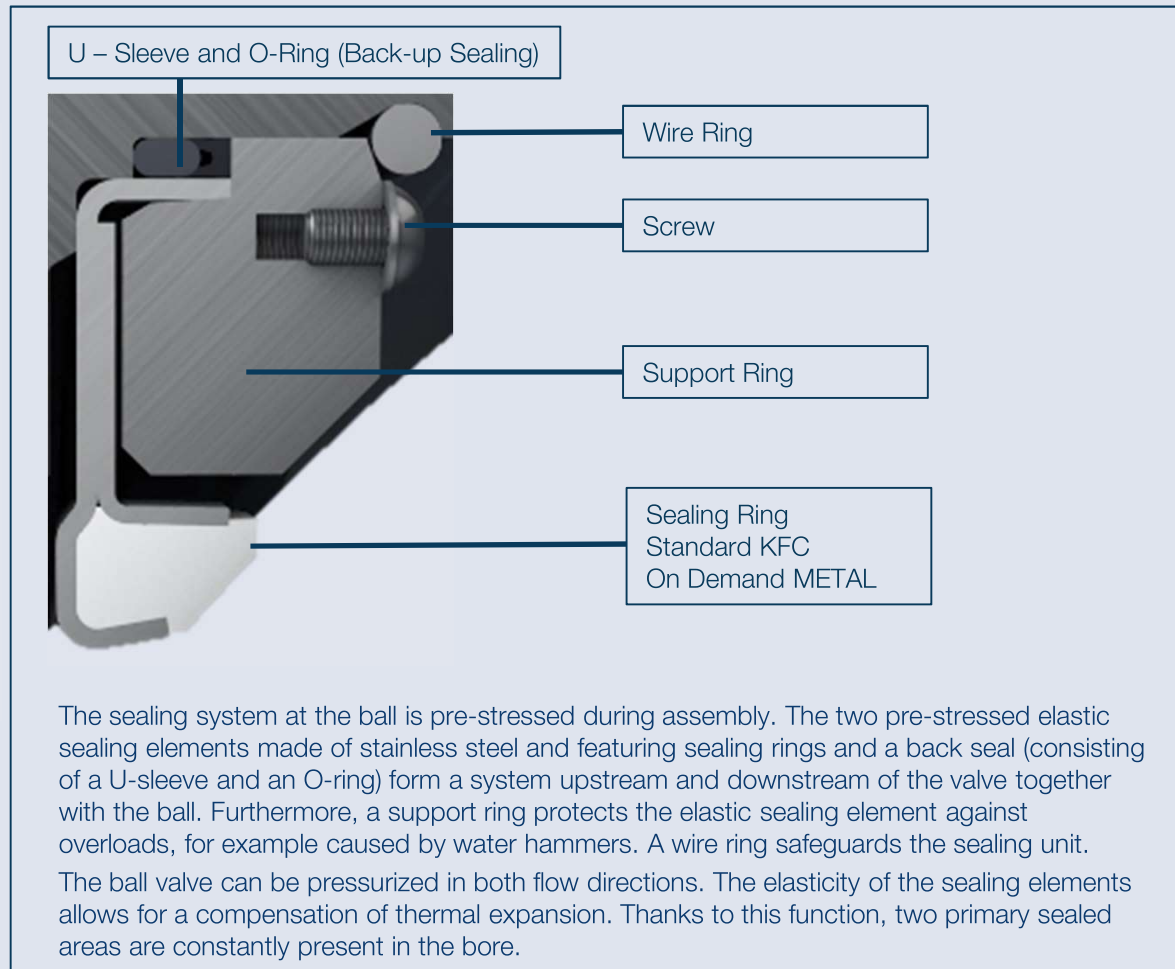 U – Sleeve and O-Ring (Back-up Sealing)
Wire Ring
Screw
Support Ring
Sealing Ring
Standard KFC
On Demand METAL
The sealing system at the ball is pre-stressed during assembly. The two pre-stressed elastic
sealing elements made of stainless steel and featuring sealing rings and a back seal (consisting
of a U-sleeve and an O-ring) form a system upstream and downstream of the valve together
with the ball. Furthermore, a support ring protects the elastic sealing element against
overloads, for example caused by water hammers. A wire ring safeguards the sealing unit.
The ball valve can be pressurized in both flow directions. The elasticity of the sealing elements
allows for a compensation of thermal expansion. Thanks to this function, two primary sealed
areas are constantly present in the bore.